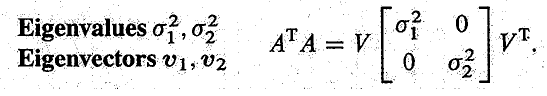 Eigenvalues σ₁², σ₂²
Eigenvectors v₁, v₂
AᵀA = V [ σ₁² 0
0 σ₂² ] Vᵀ.